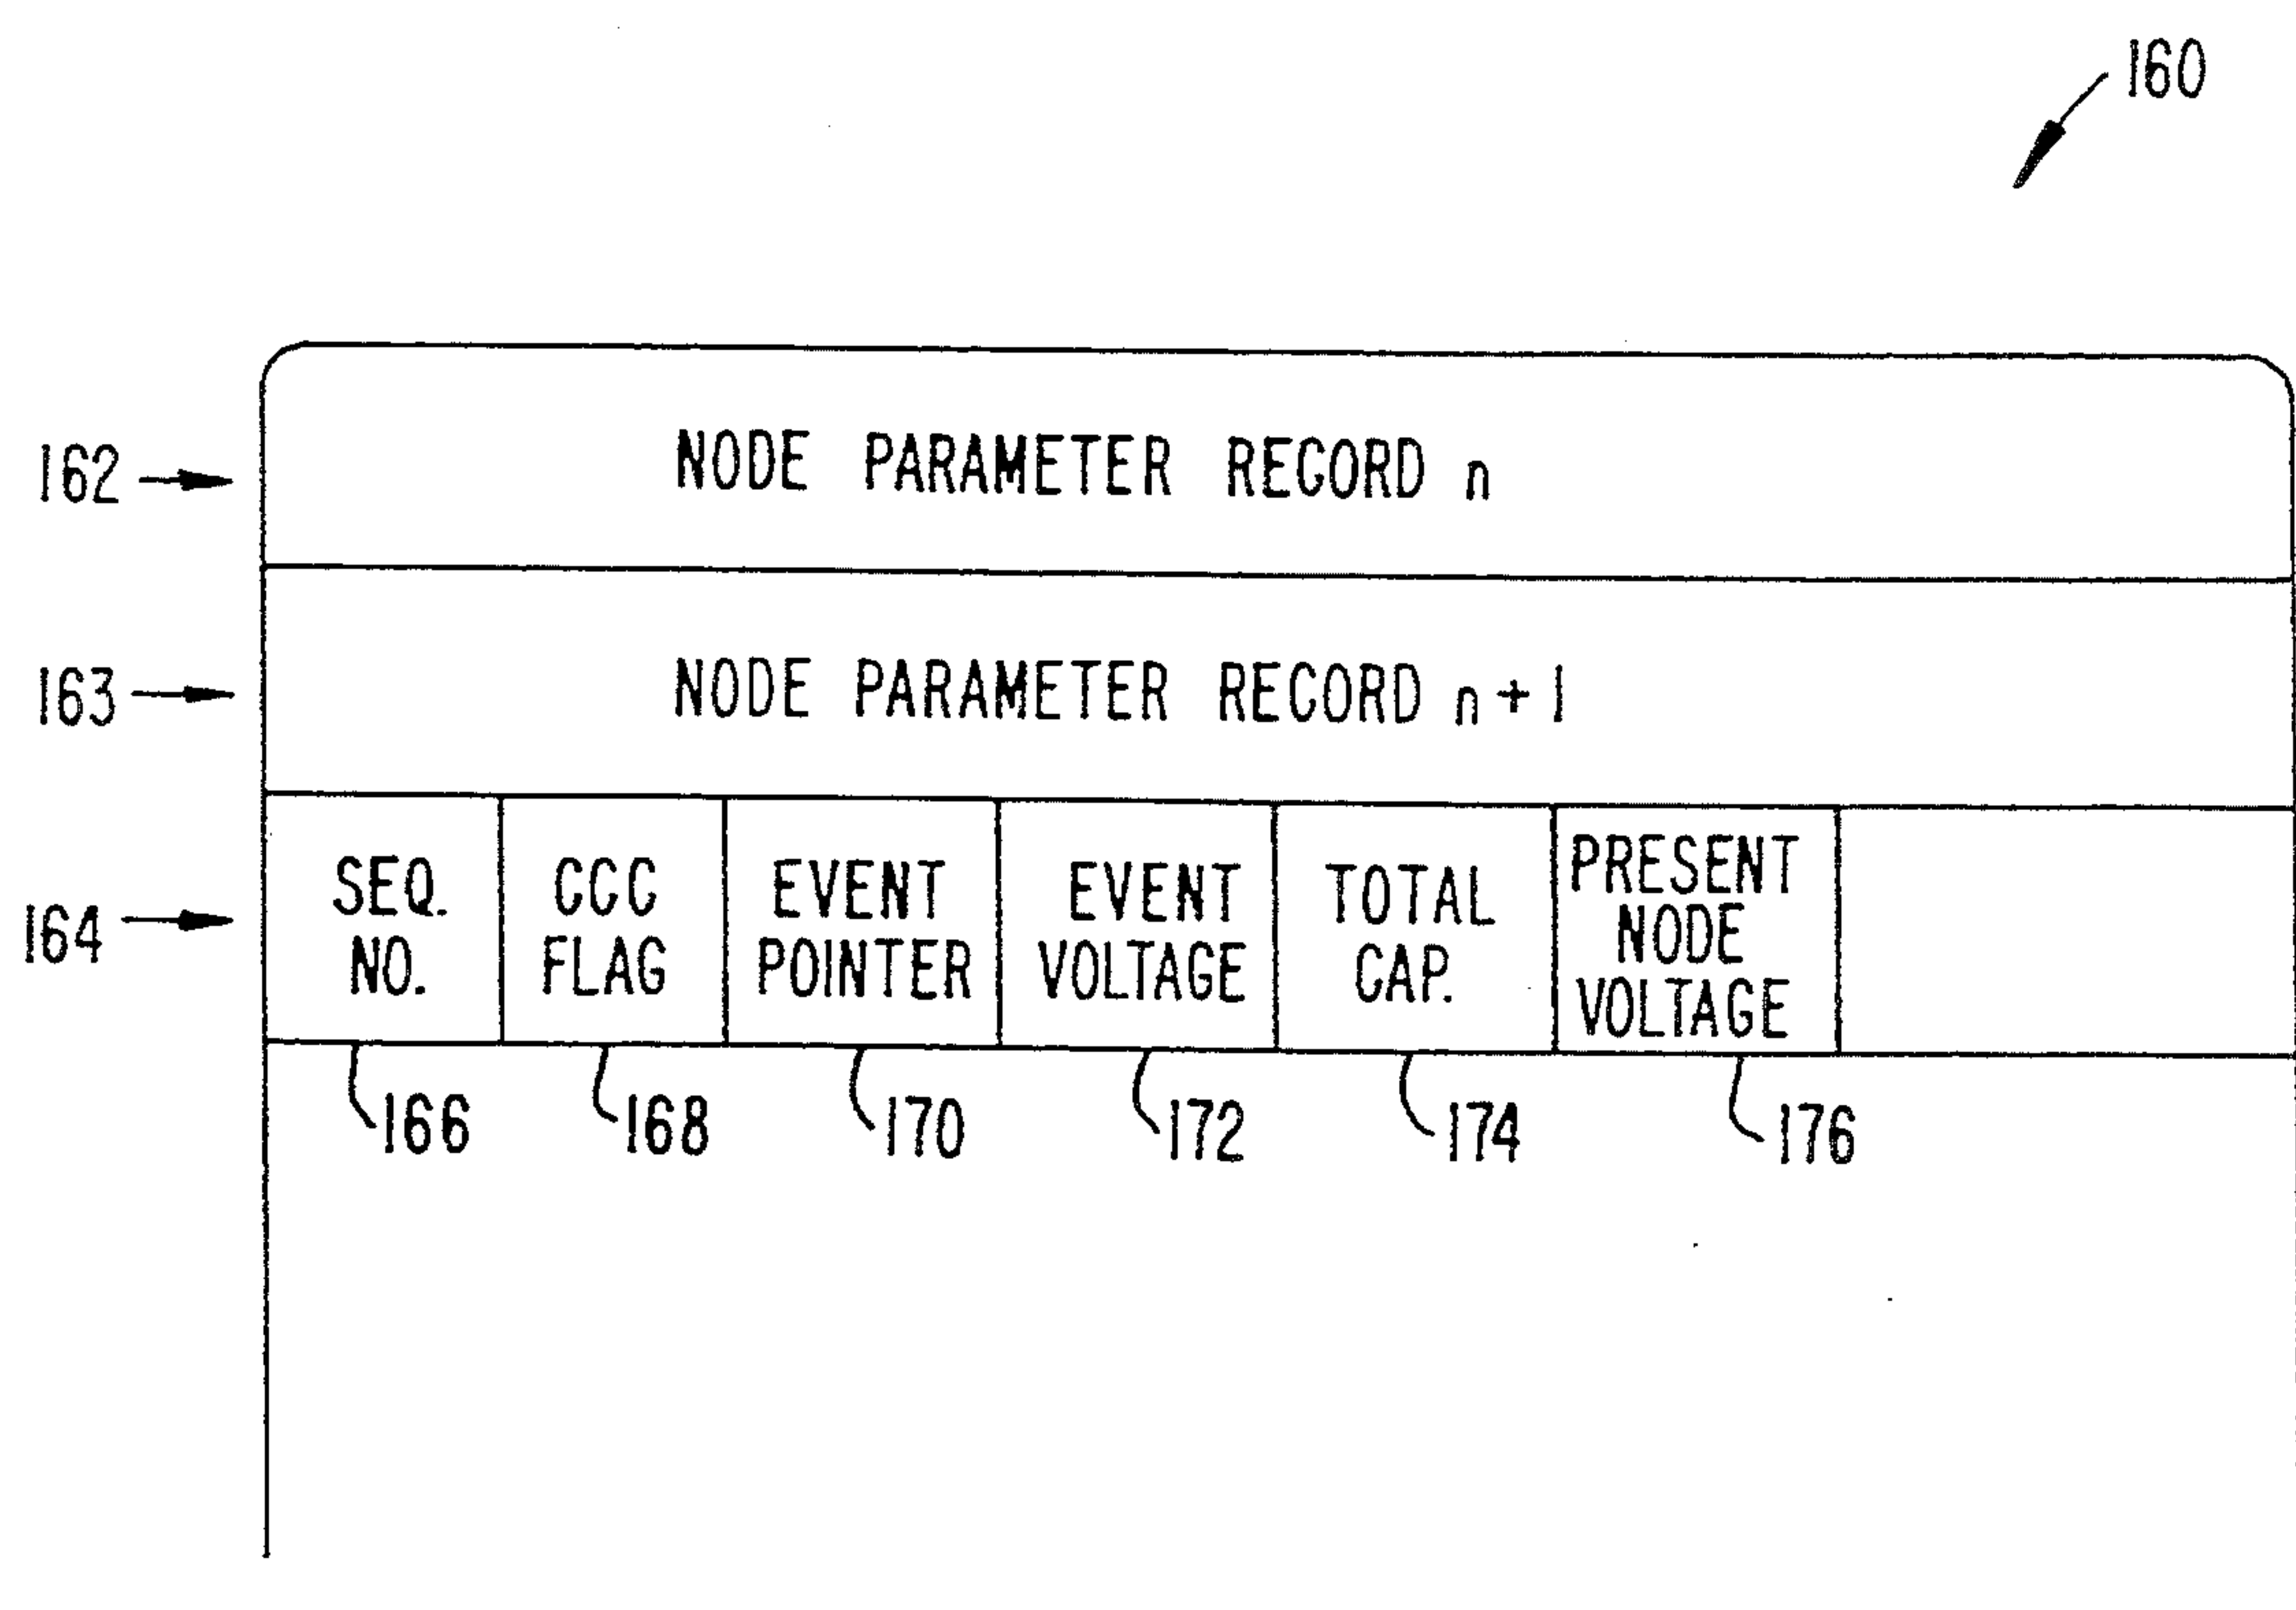 160
162
NODE PARAMETER RECORD n
163
NODE PARAMETER RECORD n + 1
164
SEQ.
NO.
CCC
FLAG
EVENT
POINTER
EVENT
VOLTAGE
TOTAL
CAP.
PRESENT
NODE
VOLTAGE
166
168
170
172
174
176